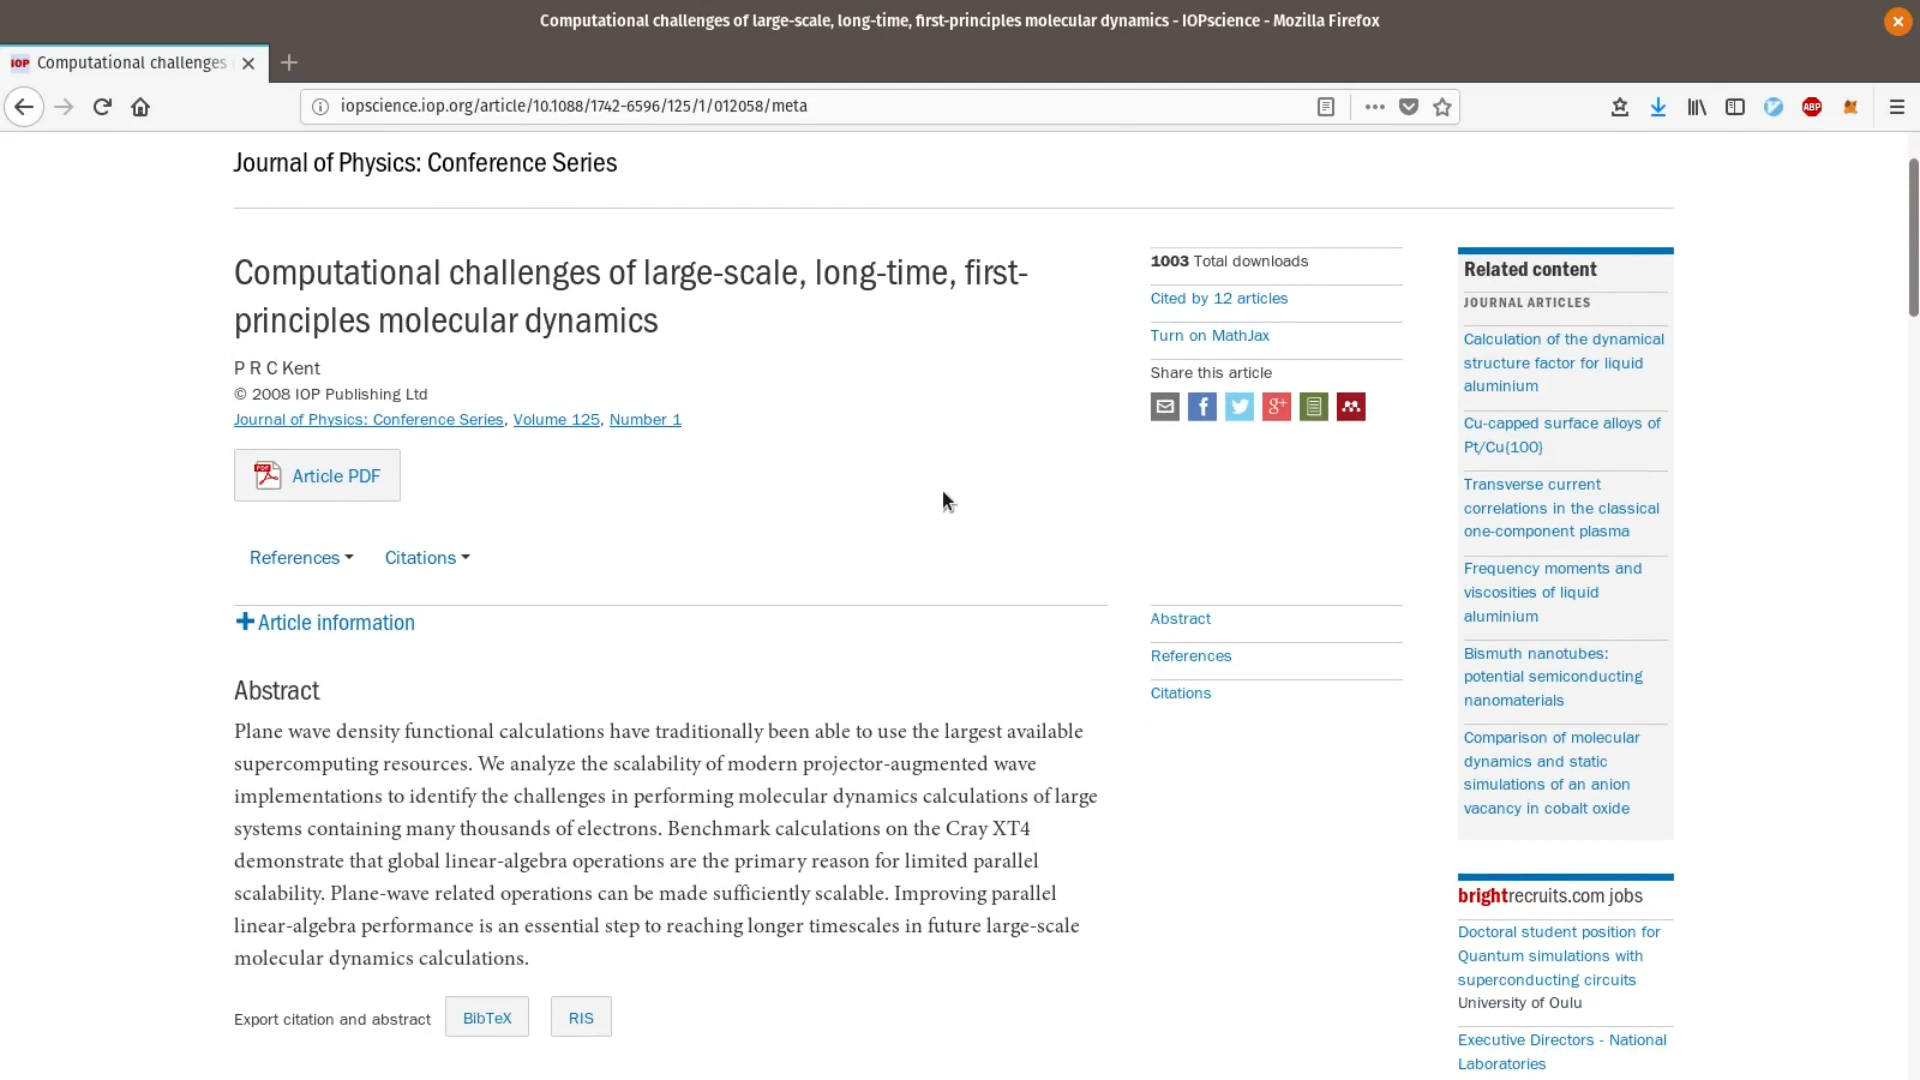 Computational challenges of large-scale, long-time, first-principles molecular dynamics - IOPscience - Mozilla Firefox
IOP Computational challenges
iopscience.iop.org/article/10.1088/1742-6596/125/1/012058/meta
ABP
Journal of Physics: Conference Series
Computational challenges of large-scale, long-time, first-
principles molecular dynamics
P R C Kent
© 2008 IOP Publishing Ltd
Journal of Physics: Conference Series, Volume 125, Number 1
PDF Article PDF
References Citations
Article information
Abstract
Plane wave density functional calculations have traditionally been able to use the largest available
supercomputing resources. We analyze the scalability of modern projector-augmented wave
implementations to identify the challenges in performing molecular dynamics calculations of large
systems containing many thousands of electrons. Benchmark calculations on the Cray XT4
demonstrate that global linear-algebra operations are the primary reason for limited parallel
scalability. Plane-wave related operations can be made sufficiently scalable. Improving parallel
linear-algebra performance is an essential step to reaching longer timescales in future large-scale
molecular dynamics calculations.
Export citation and abstract BibTeX RIS
1003 Total downloads
Cited by 12 articles
Turn on MathJax
Share this article
f g+
Abstract
References
Citations
Related content
JOURNAL ARTICLES
Calculation of the dynamical
structure factor for liquid
aluminium
Cu-capped surface alloys of
Pt/Cu{100}
Transverse current
correlations in the classical
one-component plasma
Frequency moments and
viscosities of liquid
aluminium
Bismuth nanotubes:
potential semiconducting
nanomaterials
Comparison of molecular
dynamics and static
simulations of an anion
vacancy in cobalt oxide
brightrecruits.com jobs
Doctoral student position for
Quantum simulations with
superconducting circuits
University of Oulu
Executive Directors - National
Laboratories